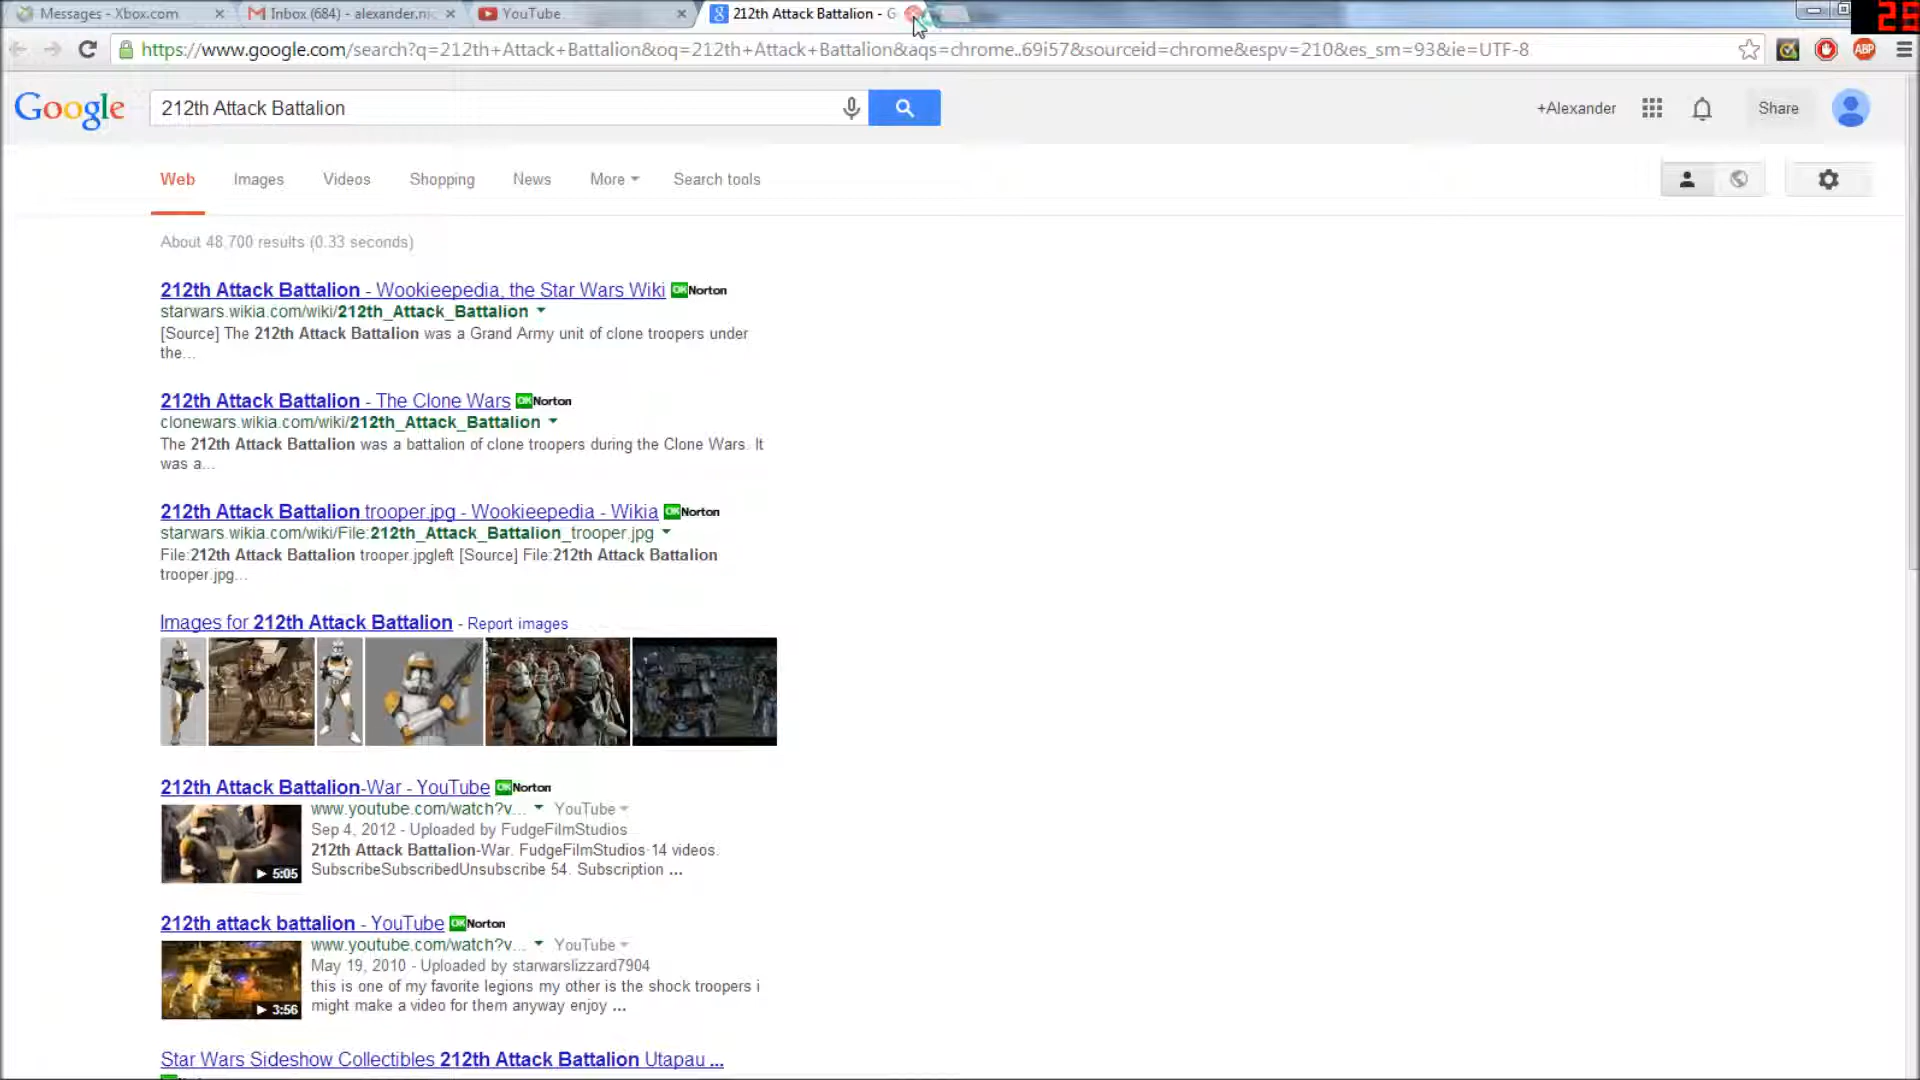 Messages - Xbox.com
Inbox (684) - alexander.nic
YouTube
212th Attack Battalion - G
25
https://www.google.com/search?q=212th+Attack+Battalion&oq=212th+Attack+Battalion&aqs=chrome..69i57&sourceid=chrome&espv=210&es_sm=93&ie=UTF-8
ABP
Google
212th Attack Battalion
+Alexander
Share
Web
Images
Videos
Shopping
News
More
Search tools
About 48,700 results (0.33 seconds)
212th Attack Battalion - Wookieepedia, the Star Wars Wiki OK Norton
starwars.wikia.com/wiki/212th_Attack_Battalion
[Source] The 212th Attack Battalion was a Grand Army unit of clone troopers under
the...
212th Attack Battalion - The Clone Wars OK Norton
clonewars.wikia.com/wiki/212th_Attack_Battalion
The 212th Attack Battalion was a battalion of clone troopers during the Clone Wars. It
was a...
212th Attack Battalion trooper.jpg - Wookieepedia - Wikia OK Norton
starwars.wikia.com/wiki/File:212th_Attack_Battalion_trooper.jpg
File:212th Attack Battalion trooper.jpgleft [Source] File:212th Attack Battalion
trooper.jpg...
Images for 212th Attack Battalion - Report images
212th Attack Battalion-War - YouTube OK Norton
www.youtube.com/watch?v... YouTube
Sep 4, 2012 - Uploaded by FudgeFilmStudios
212th Attack Battalion-War. FudgeFilmStudios·14 videos.
SubscribeSubscribedUnsubscribe 54. Subscription ...
5:05
212th attack battalion - YouTube OK Norton
www.youtube.com/watch?v... YouTube
May 19, 2010 - Uploaded by starwarslizzard7904
this is one of my favorite legions my other is the shock troopers i
might make a video for them anyway enjoy ...
3:56
Star Wars Sideshow Collectibles 212th Attack Battalion Utapau ...